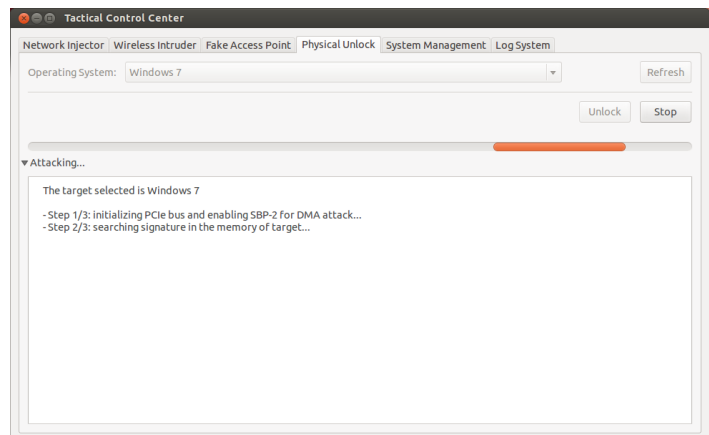 Tactical Control Center
Network Injector Wireless Intruder Fake Access Point Physical Unlock System Management Log System
Operating System: Windows 7 Refresh
Unlock Stop
Attacking...
The target selected is Windows 7
- Step 1/3: initializing PCIe bus and enabling SBP-2 for DMA attack...
- Step 2/3: searching signature in the memory of target...